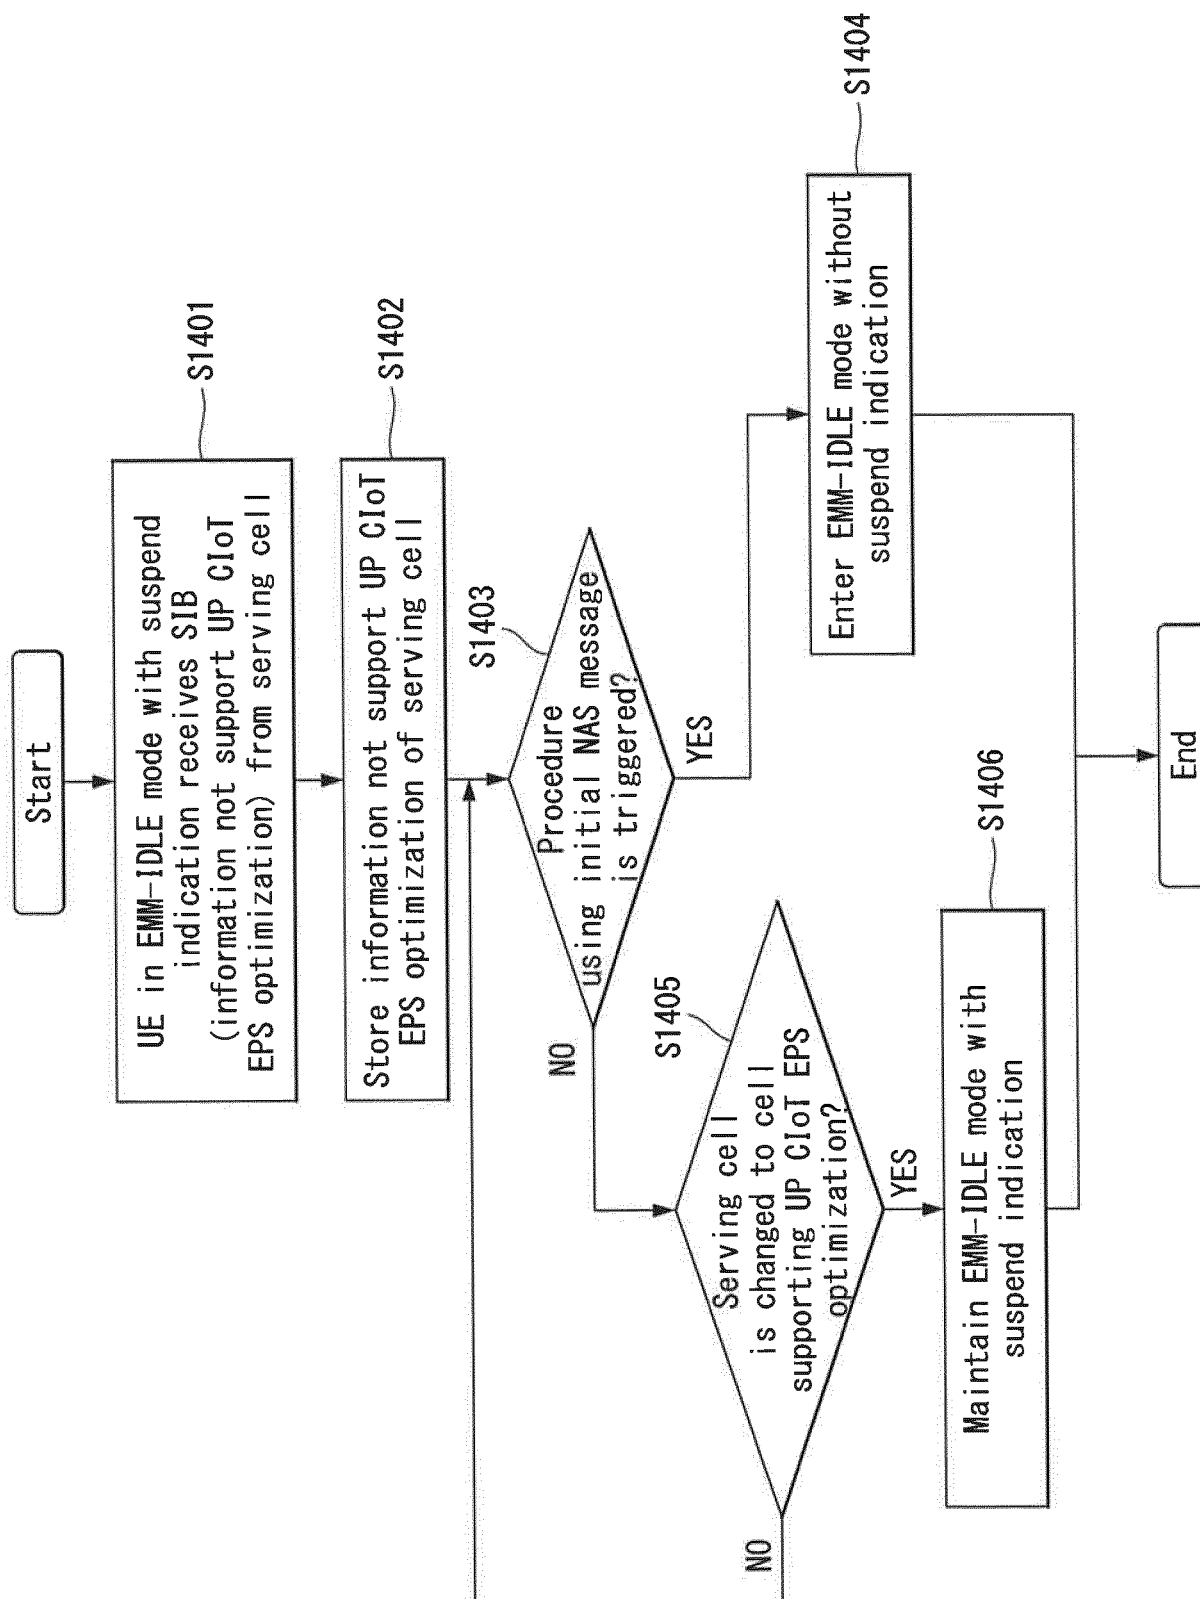 Start
UE in EMM-IDLE mode with suspend
indication receives SIB
(information not support UP CIoT
EPS optimization) from serving cell
S1401
Store information not support UP CIoT
EPS optimization of serving cell
S1402
S1403
Procedure
using initial NAS message
is triggered?
NO
YES
Enter EMM-IDLE mode without
suspend indication
S1404
S1405
Serving cell
is changed to cell
supporting UP CIoT EPS
optimization?
NO
YES
Maintain EMM-IDLE mode with
suspend indication
S1406
End